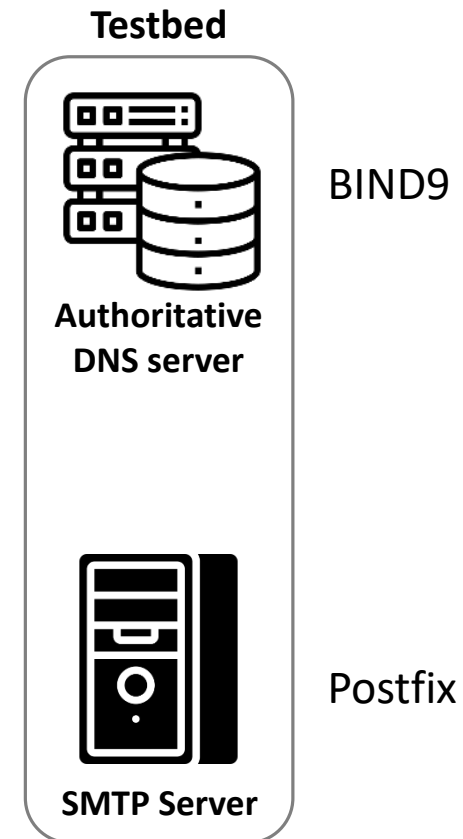 Testbed
BIND9
Authoritative
DNS server
Postfix
SMTP Server